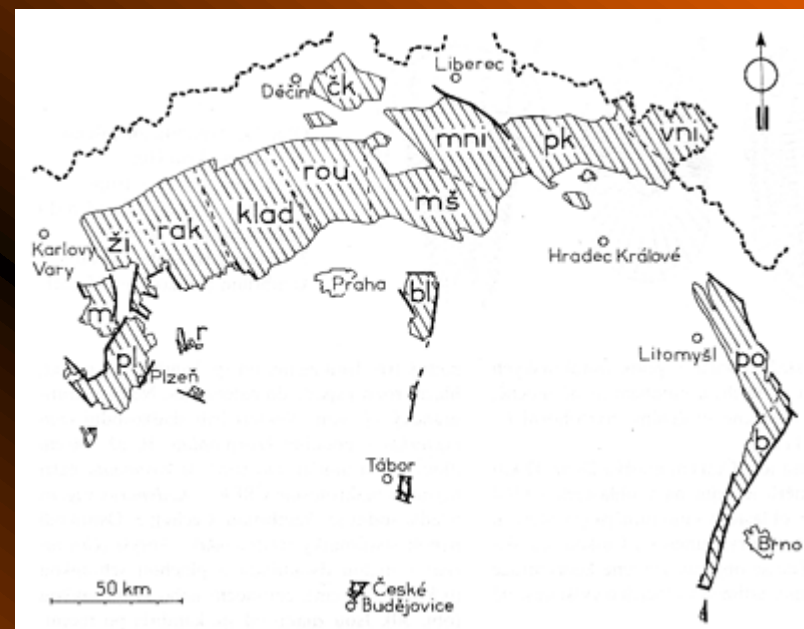 Liberec
Děčín
čk
mni
pk
vni
rou
mš
klad
rak
ži
Karlovy
Vary
Hradec Králové
Praha
bl
m
r
pl
Plzeň
Litomyšl
po
b
Tábor
Brno
50 km
České
Budějovice